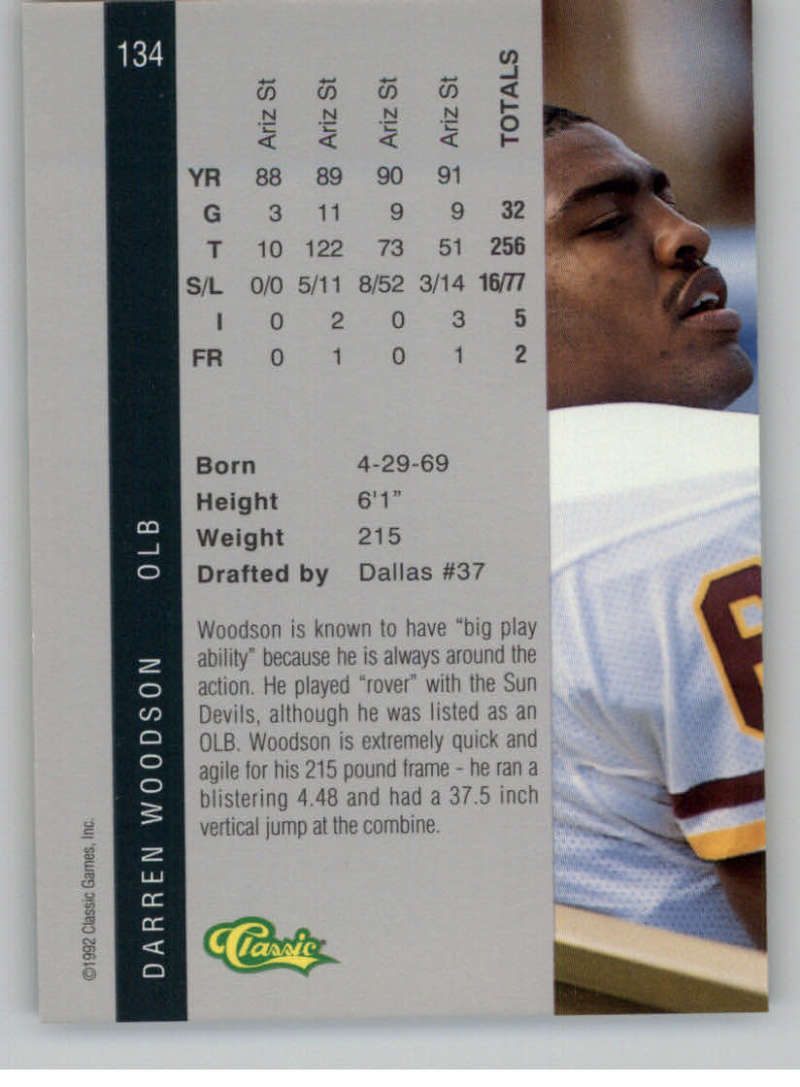 134
Ariz St Ariz St Ariz St Ariz St TOTALS
YR 88 89 90 91
G 3 11 9 9 32
T 10 122 73 51 256
S/L 0/0 5/11 8/52 3/14 16/77
I 0 2 0 3 5
FR 0 1 0 1 2
Born 4-29-69
Height 6'1"
Weight 215
Drafted by Dallas #37
Woodson is known to have "big play
ability" because he is always around the
action. He played "rover" with the Sun
Devils, although he was listed as an
OLB. Woodson is extremely quick and
agile for his 215 pound frame - he ran a
blistering 4.48 and had a 37.5 inch
vertical jump at the combine.
Classic
DARREN WOODSON OLB
©1992 Classic Games, Inc.